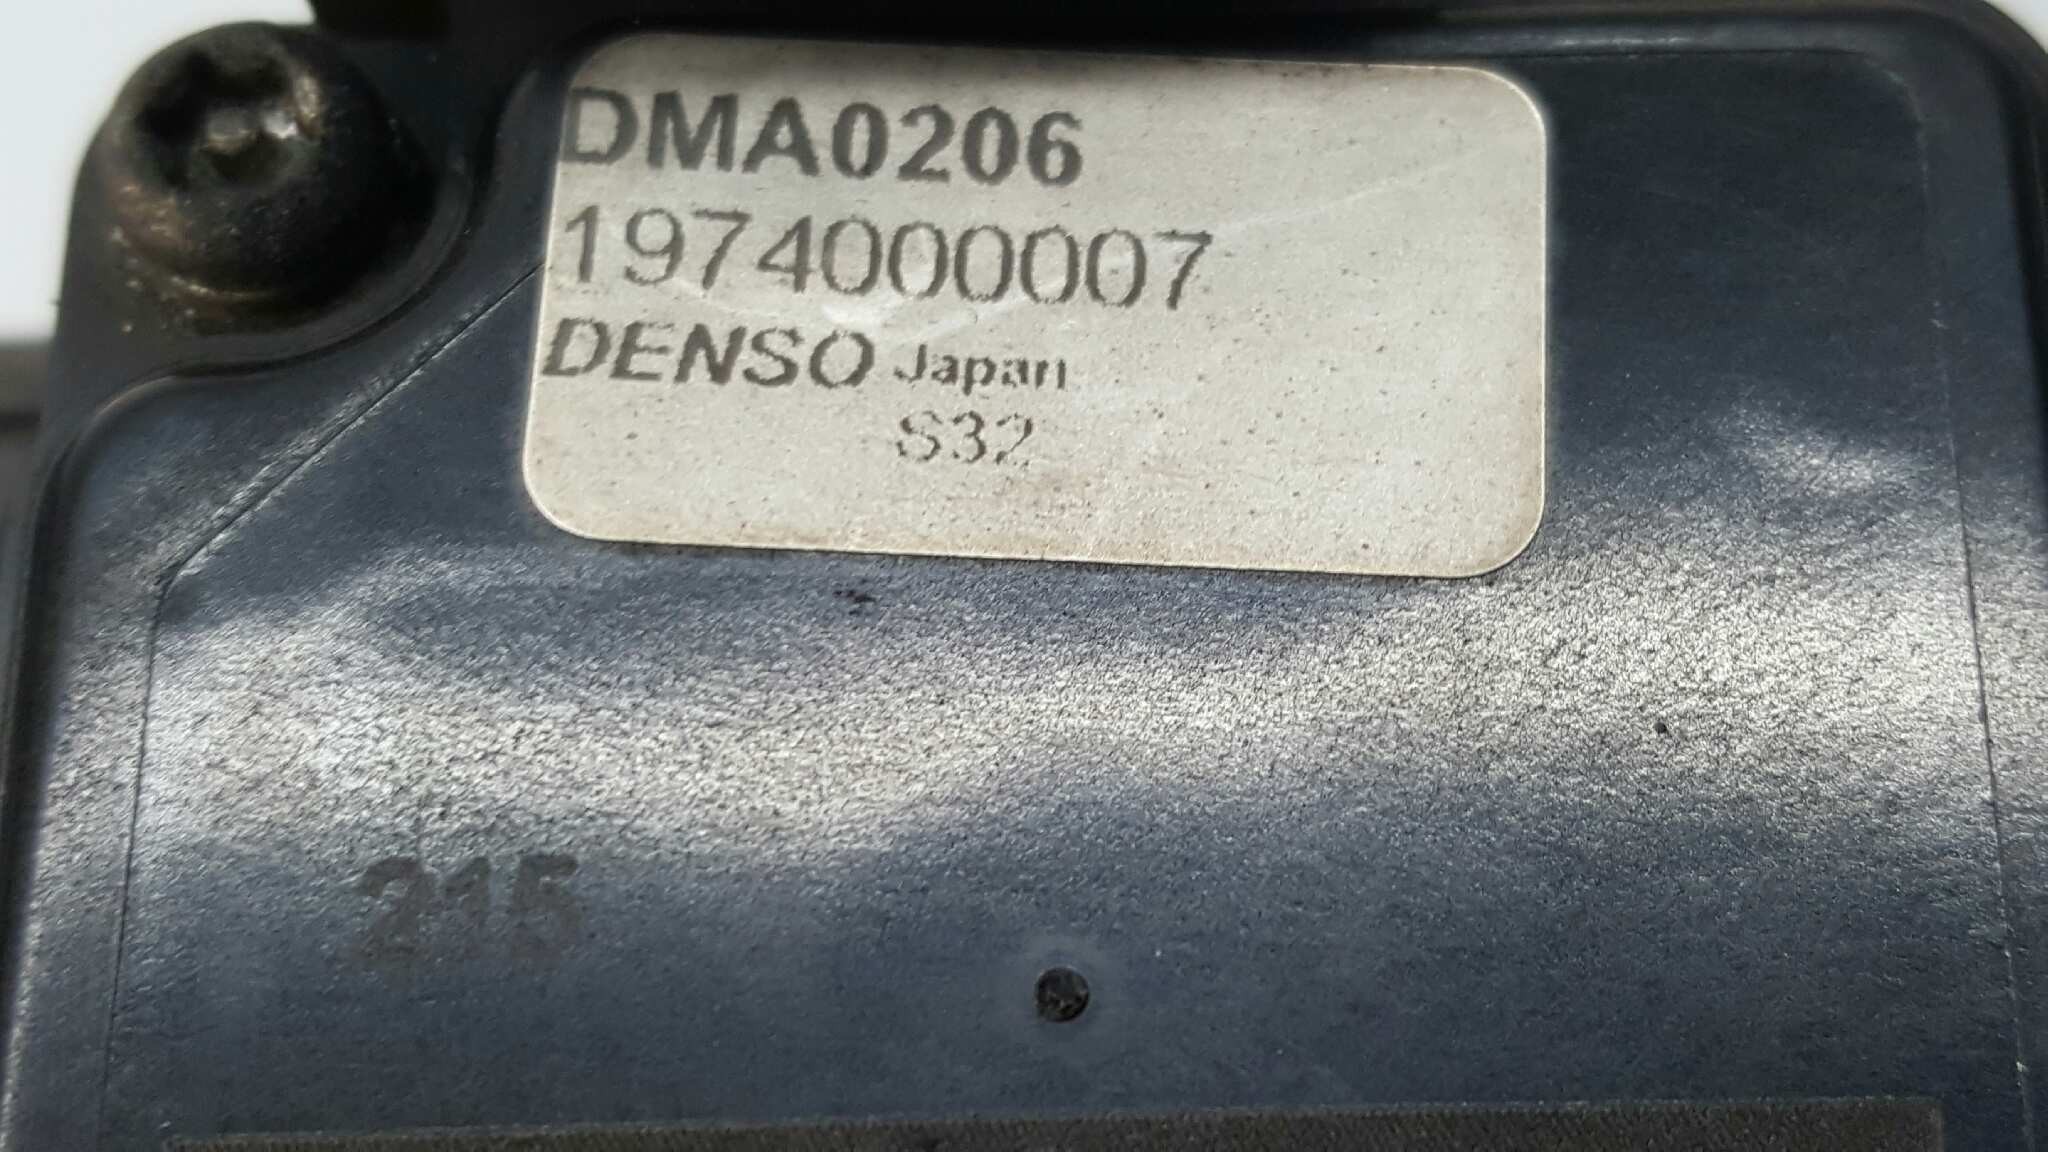 DMA0206
1974000007
DENSO Japan
S32
215